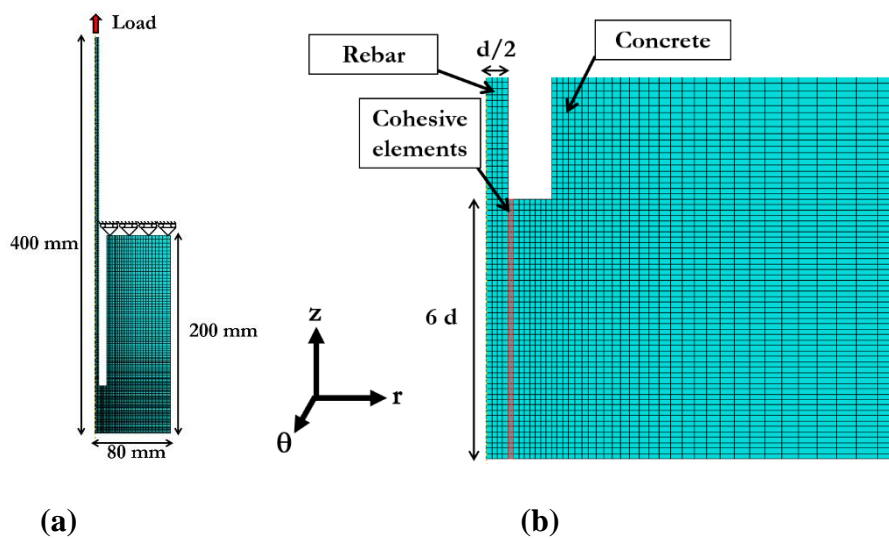 Load
400 mm
200 mm
80 mm
z
r
θ
d/2
Rebar
Concrete
Cohesive
elements
6 d
(a)
(b)